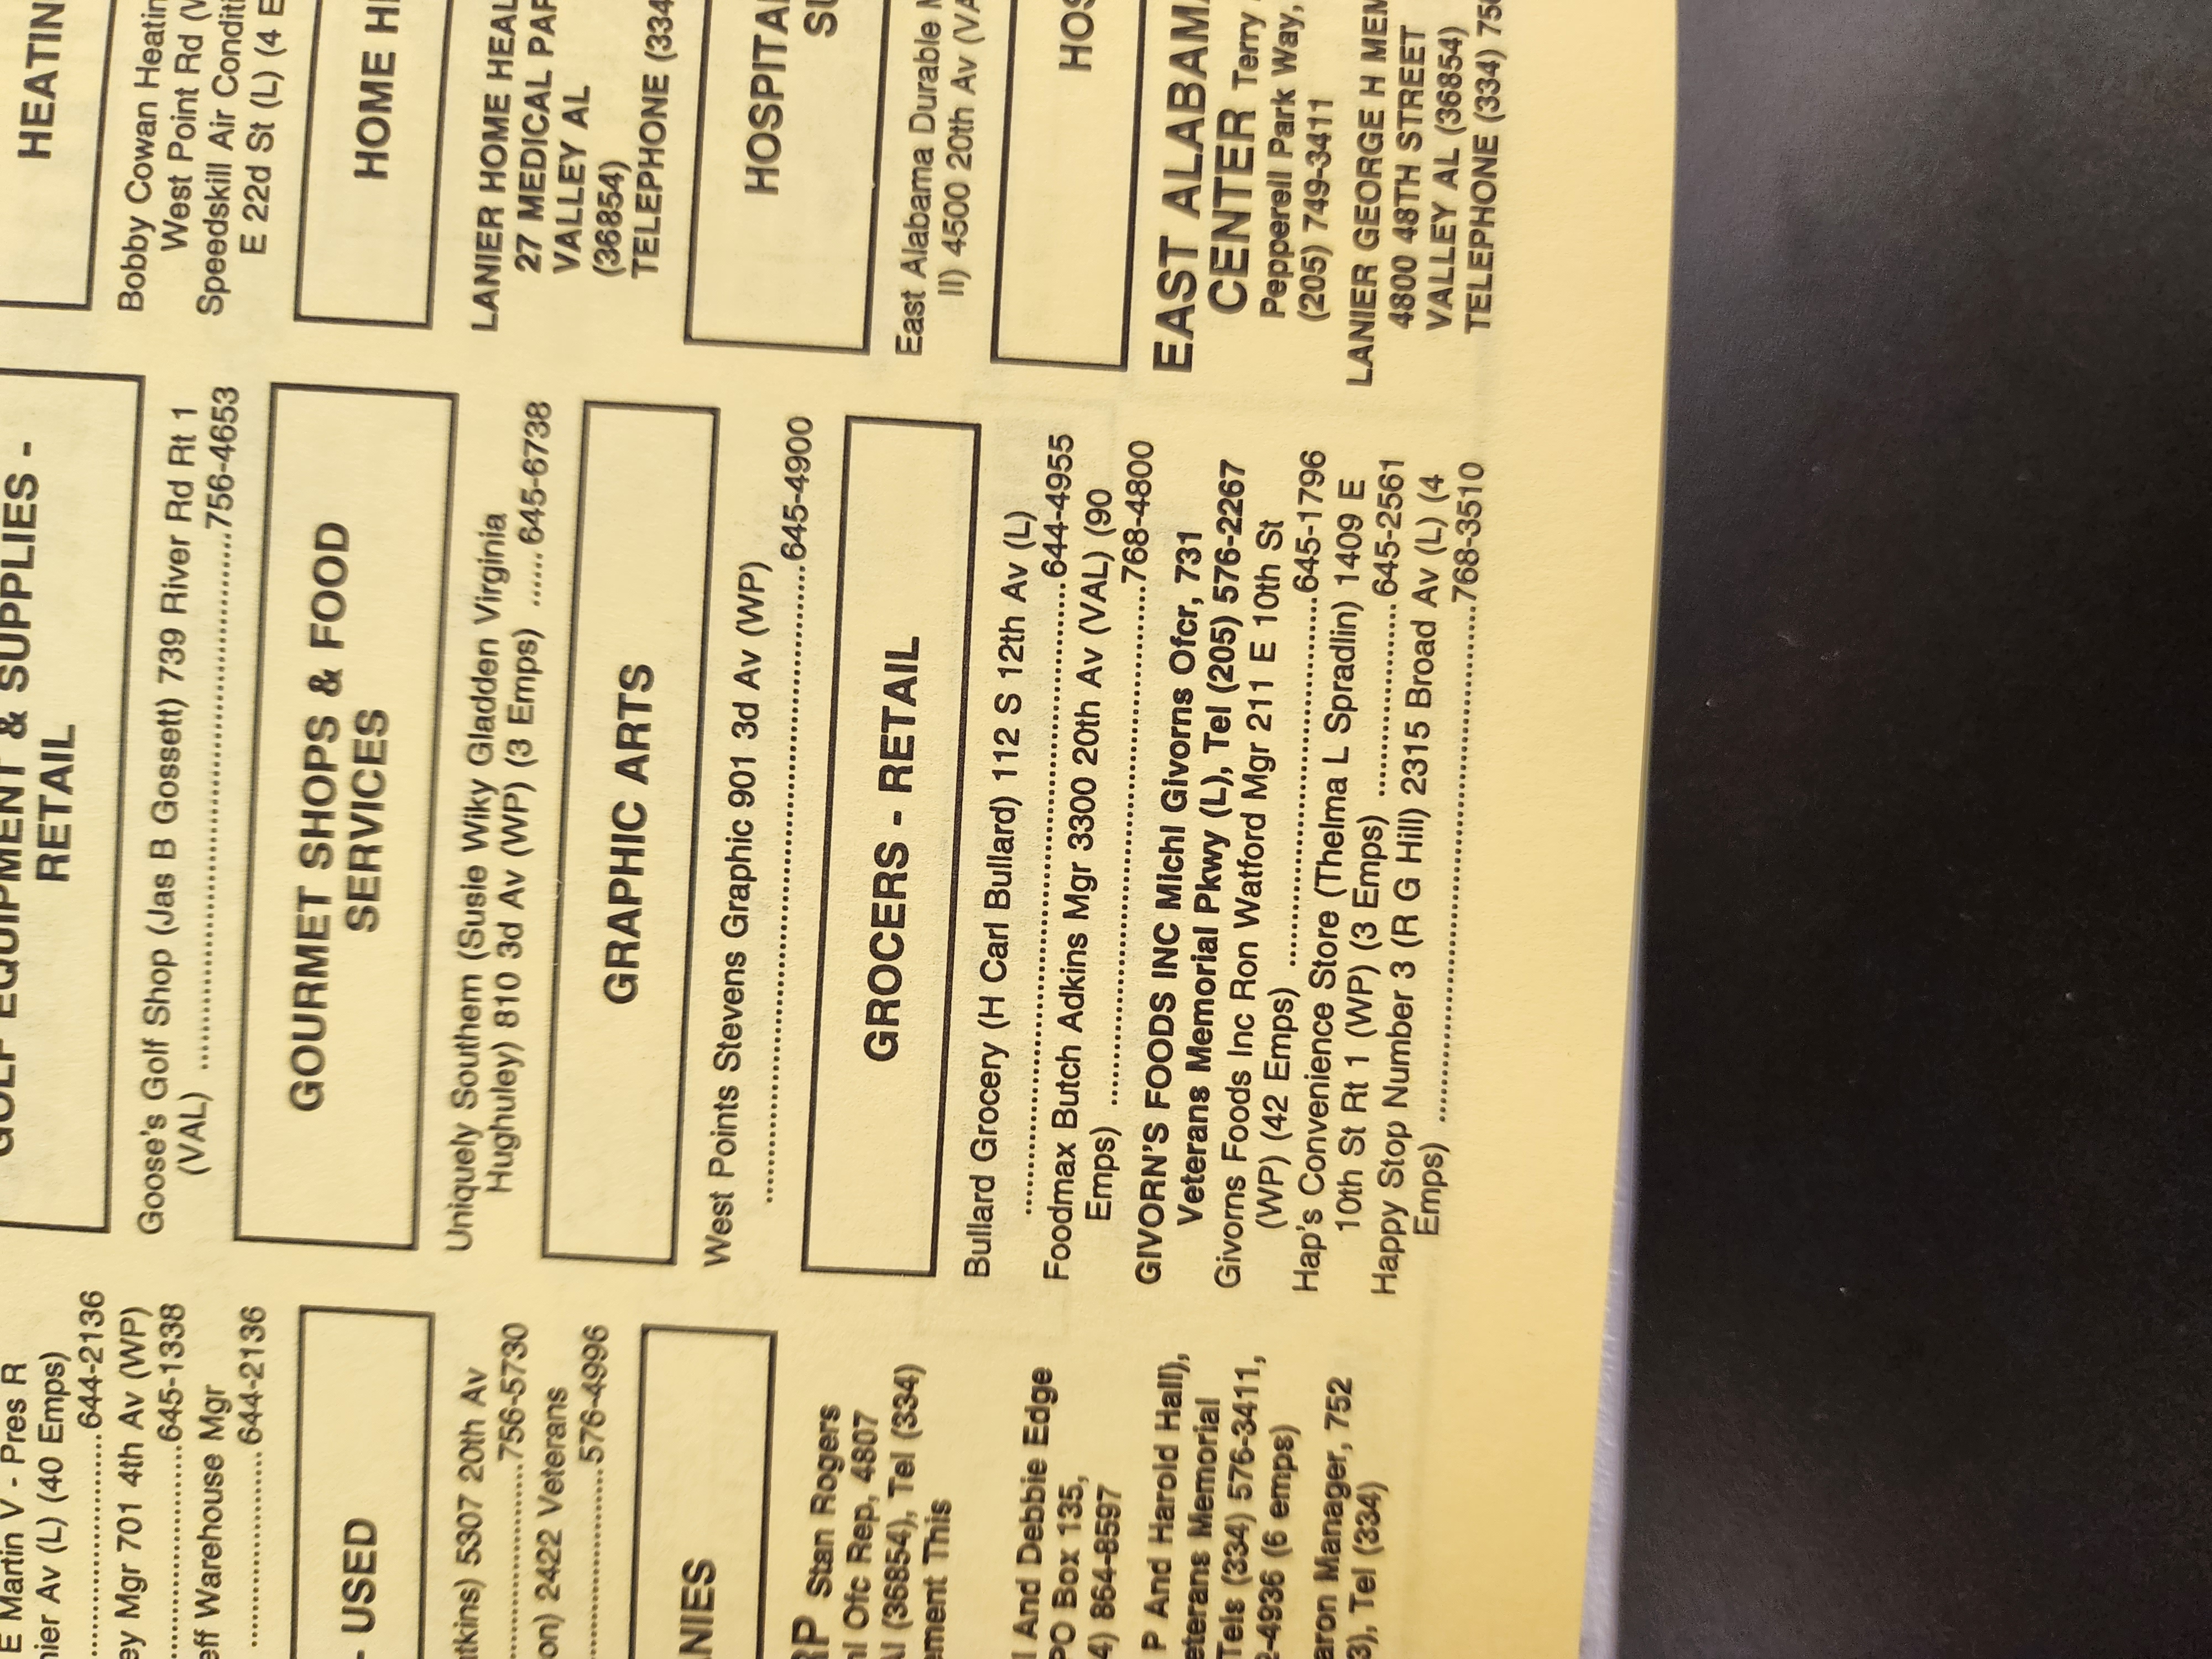 E Martin V - Pres R
nier Av (L) (40 Emps)
..........644-2136
ey Mgr 701 4th Av (WP)
..........645-1338
eff Warehouse Mgr
..........644-2136
- USED
tkins) 5307 20th Av
..........756-5730
on) 2422 Veterans
..........576-4996
NIES
RP Stan Rogers
Ofc Rep, 4807
(36854), Tel (334)
ement This
And Debbie Edge
PO Box 135,
4) 864-8597
P And Harold Hall),
eterans Memorial
Tels (334) 576-3411,
2-4936 (6 emps)
aron Manager, 752
3), Tel (334)
GOLF EQUIPMENT & SUPPLIES -
RETAIL
Goose's Golf Shop (Jas B Gossett) 739 River Rd Rt 1
(VAL) ..........756-4653
GOURMET SHOPS & FOOD
SERVICES
Uniquely Southern (Susie Wiky Gladden Virginia
Hughuley) 810 3d Av (WP) (3 Emps) ......645-6738
GRAPHIC ARTS
West Points Stevens Graphic 901 3d Av (WP)
..........645-4900
GROCERS - RETAIL
Bullard Grocery (H Carl Bullard) 112 S 12th Av (L)
..........644-4955
Foodmax Butch Adkins Mgr 3300 20th Av (VAL) (90
Emps) ..........768-4800
GIVORN'S FOODS INC Michl Givorns Ofcr, 731
Veterans Memorial Pkwy (L), Tel (205) 576-2267
Givorns Foods Inc Ron Watford Mgr 211 E 10th St
(WP) (42 Emps) ..........645-1796
Hap's Convenience Store (Thelma L Spradlin) 1409 E
10th St Rt 1 (WP) (3 Emps) ..........645-2561
Happy Stop Number 3 (R G Hill) 2315 Broad Av (L) (4
Emps) ..........768-3510
HEATIN
Bobby Cowan Heatin
West Point Rd (V
Speedskill Air Conditi
E 22d St (L) (4 E
HOME H
LANIER HOME HEAL
27 MEDICAL PAR
VALLEY AL
(36854)
TELEPHONE (334
HOSPITA
SU
East Alabama Durable M
II) 4500 20th Av (VA
HOS
EAST ALABAMA
CENTER Terry
Pepperell Park Way,
(205) 749-3411
LANIER GEORGE H MEM
4800 48TH STREET
VALLEY AL (36854)
TELEPHONE (334) 756